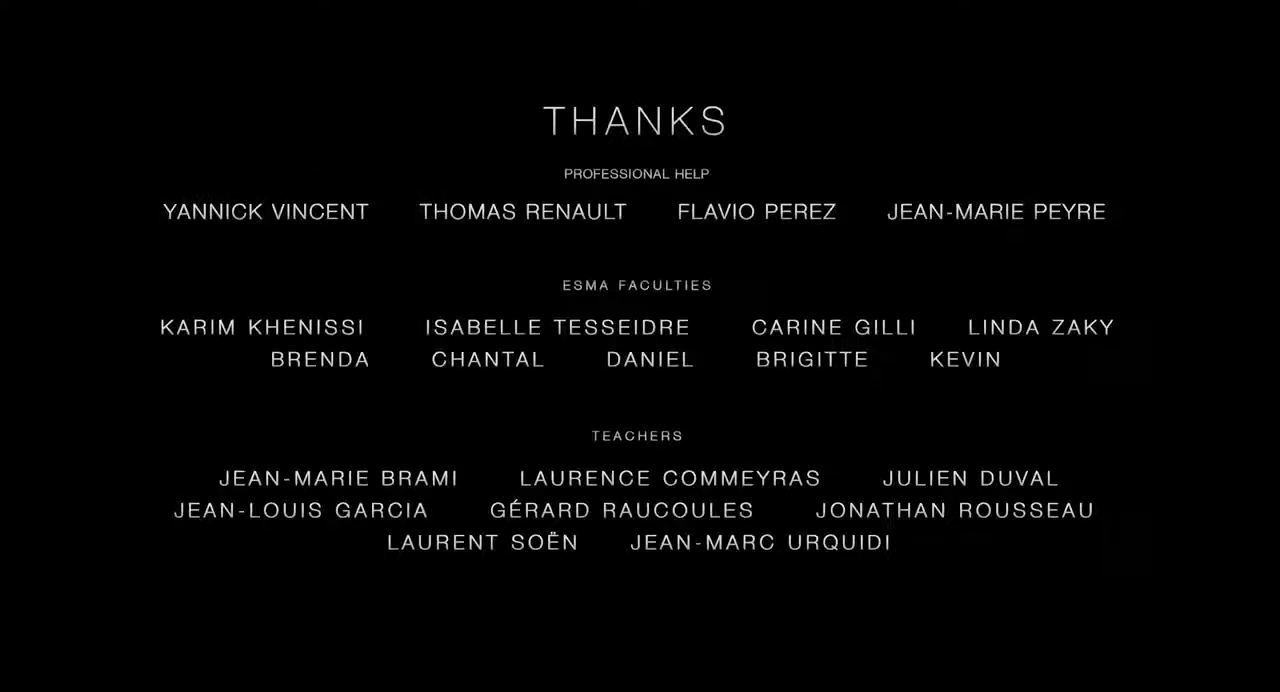 THANKS
PROFESSIONAL HELP
YANNICK VINCENT THOMAS RENAULT FLAVIO PEREZ JEAN-MARIE PEYRE
ESMA FACULTIES
KARIM KHENISSI ISABELLE TESSEIDRE CARINE GILLI LINDA ZAKY
BRENDA CHANTAL DANIEL BRIGITTE KEVIN
TEACHERS
JEAN-MARIE BRAMI LAURENCE COMMEYRAS JULIEN DUVAL
JEAN-LOUIS GARCIA GÉRARD RAUCOULES JONATHAN ROUSSEAU
LAURENT SOËN JEAN-MARC URQUIDI